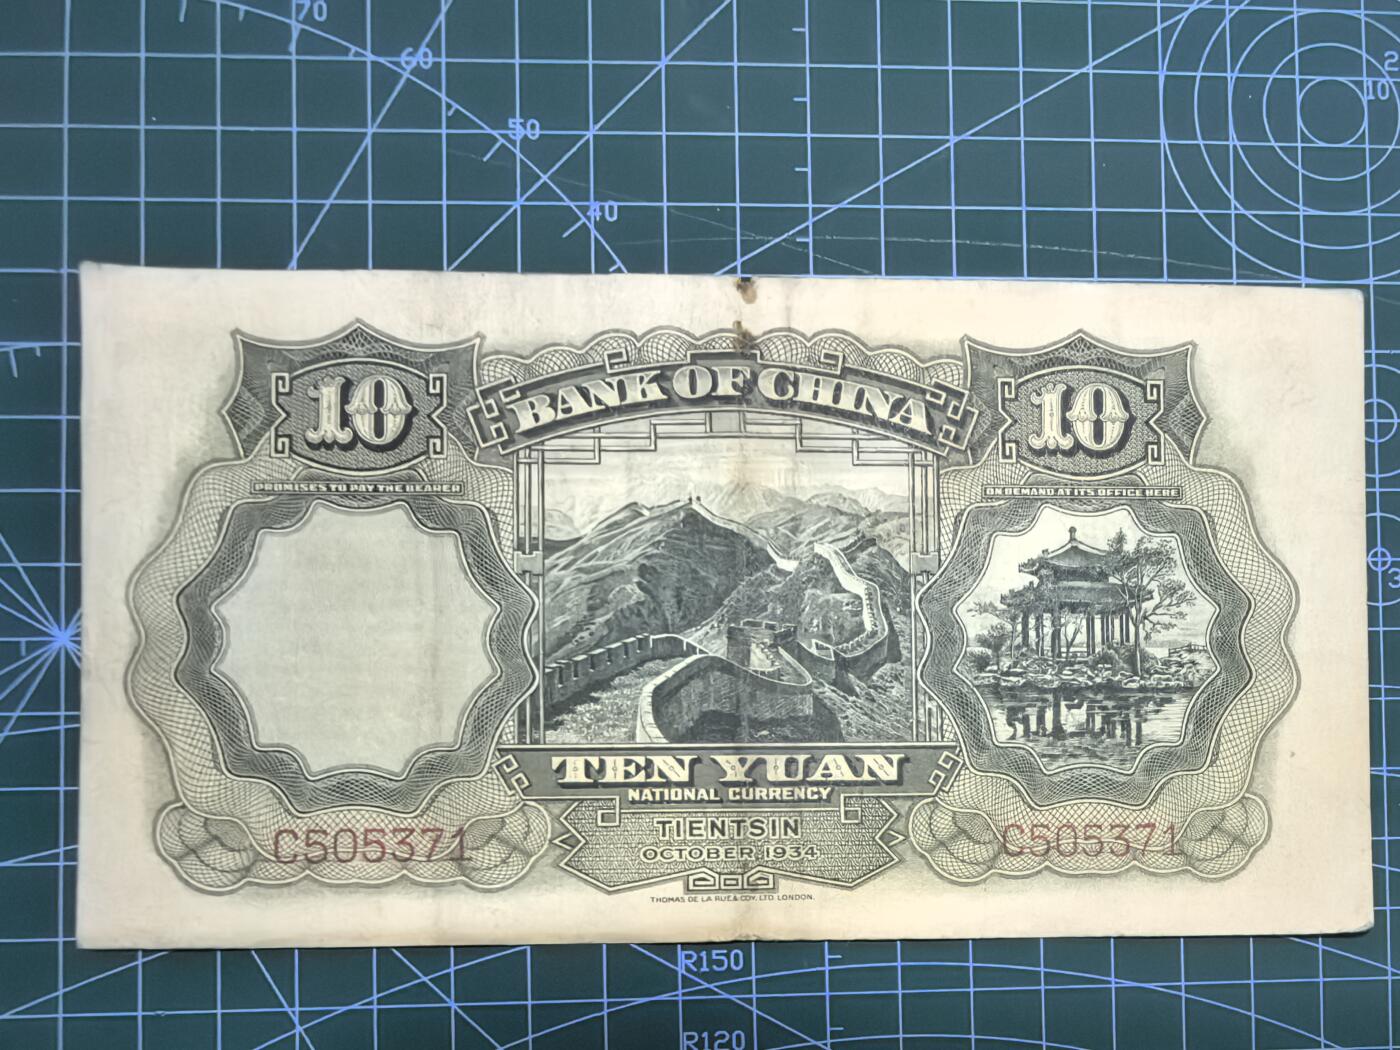 70
60
50
40
2
10
10
BANK OF CHINA
10
PROMISES TO PAY THE BEARER
ON DEMAND AT ITS OFFICE HERE
3
TEN YUAN
NATIONAL CURRENCY
TIENTSIN
C505371
C505371
OCTOBER 1934
THOMAS DE LA RUE & COY. LTD LONDON.
R150
R120